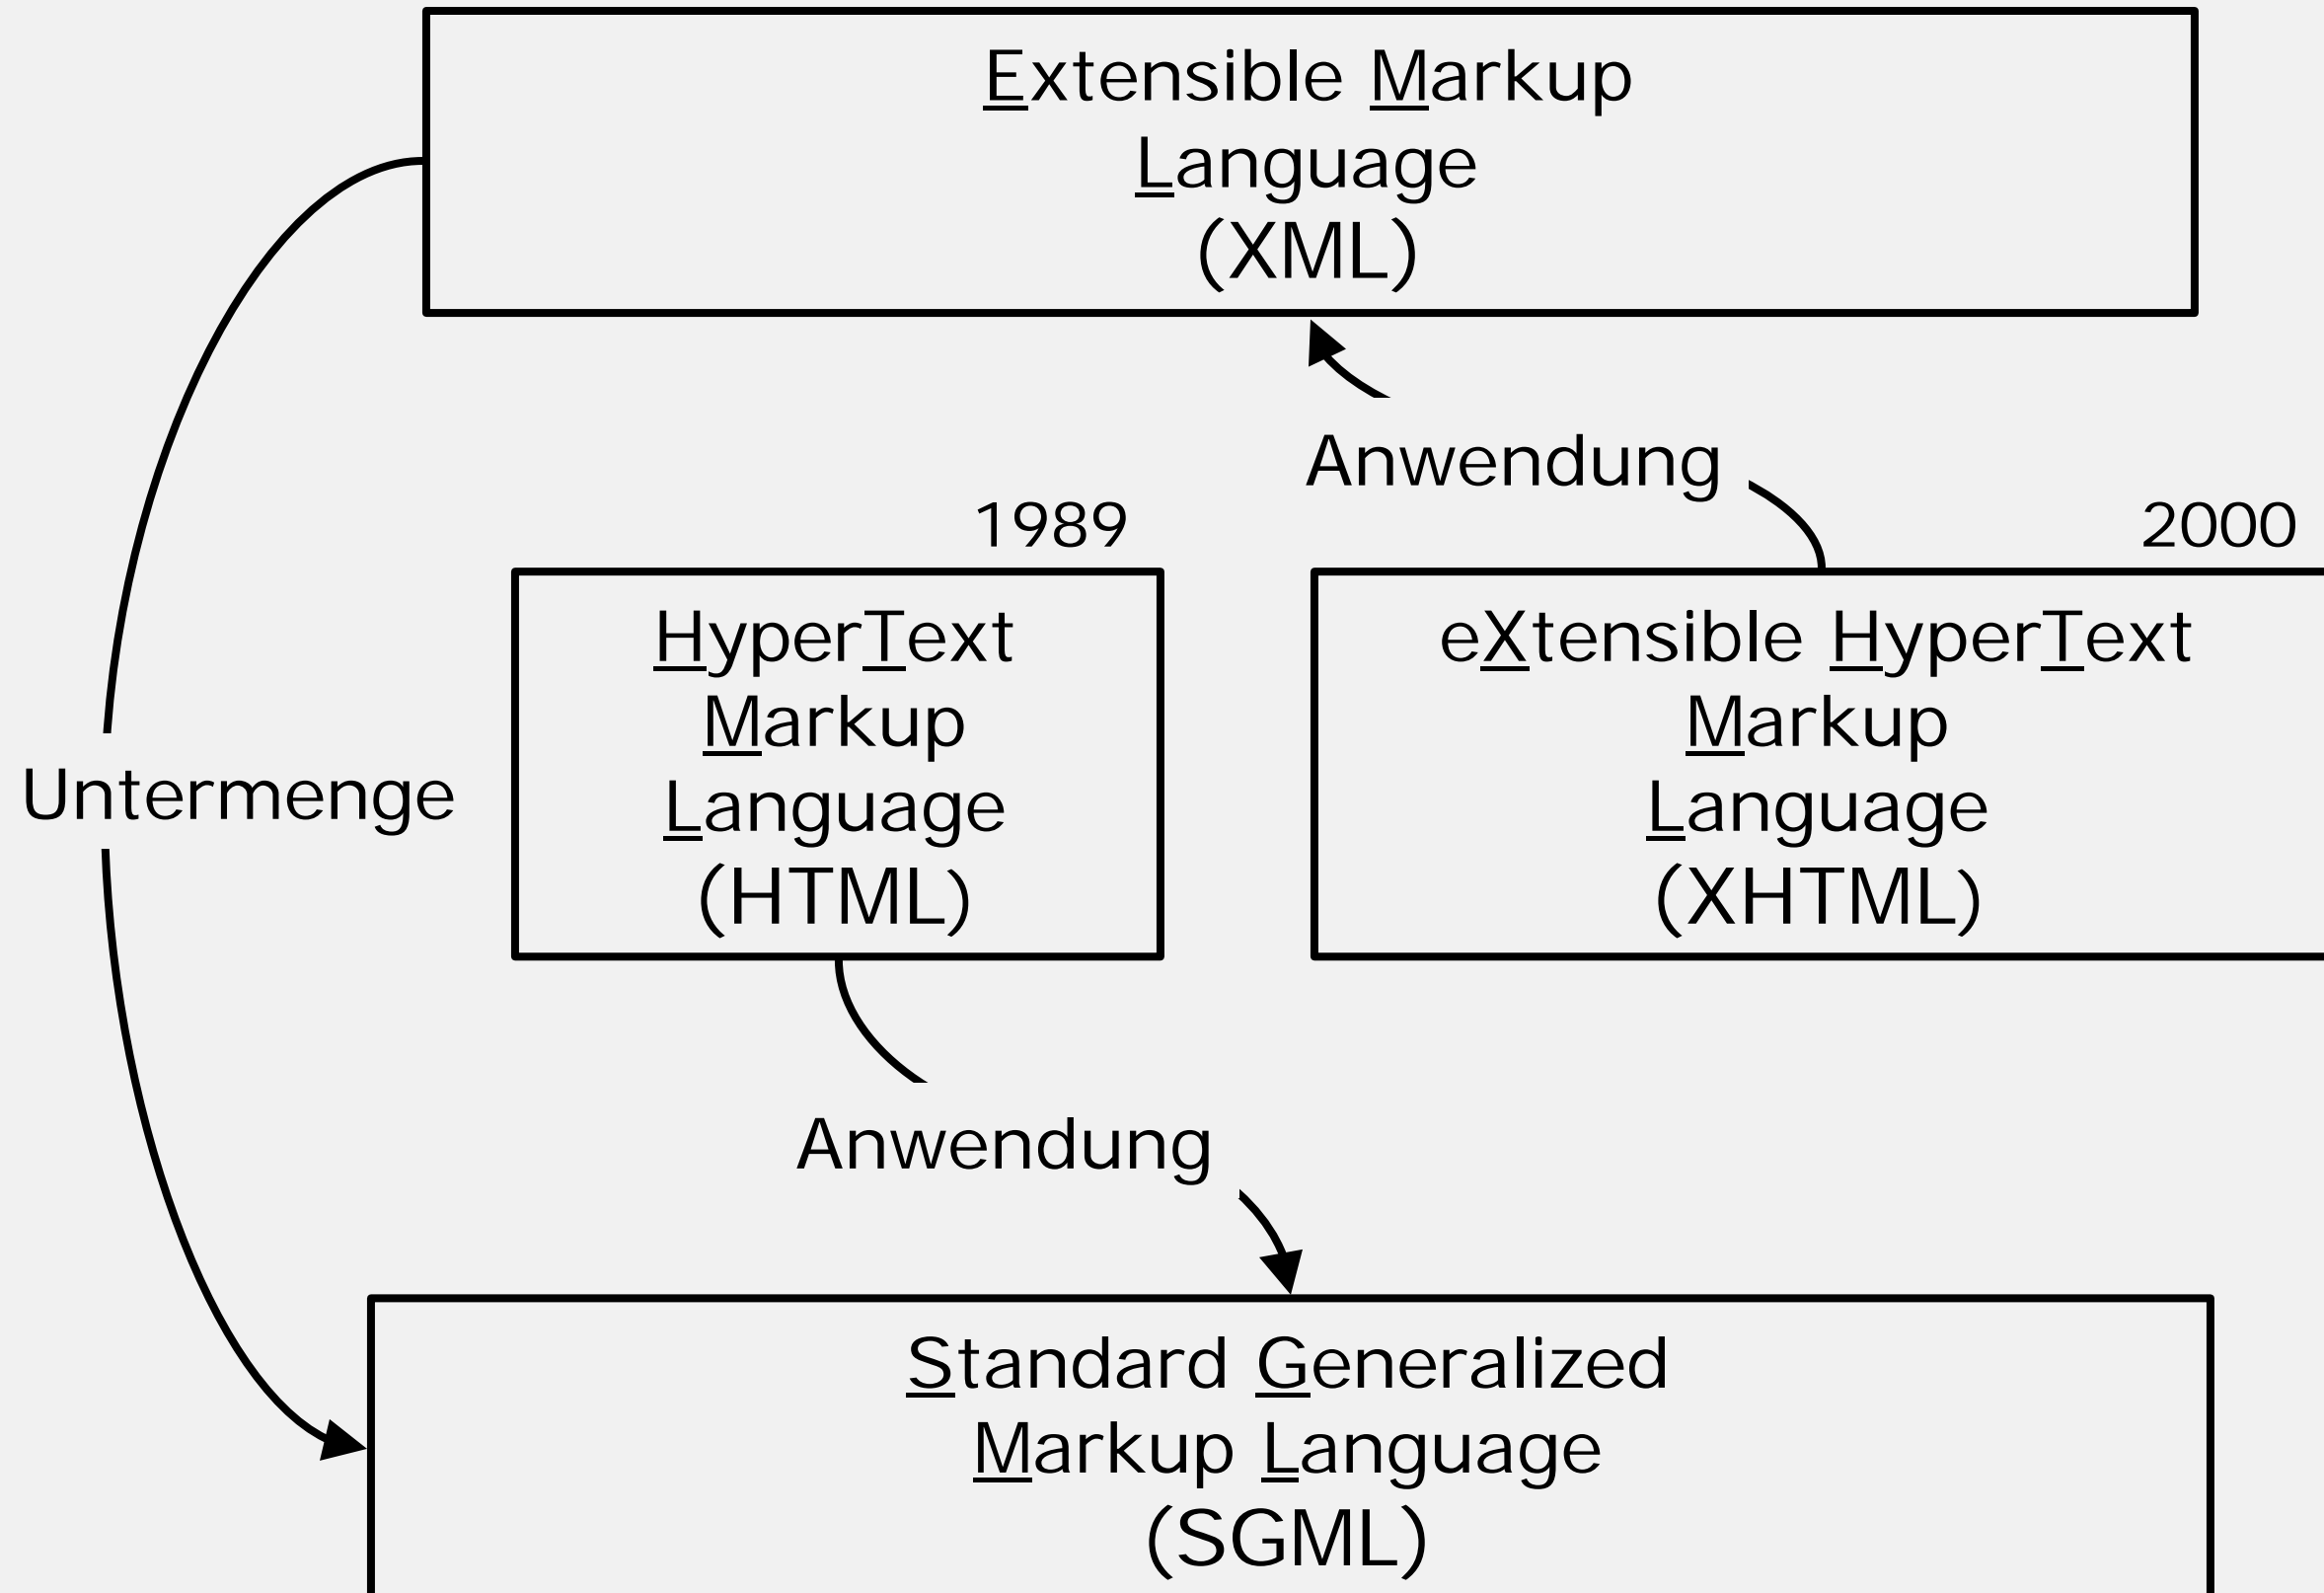 Extensible Markup
Language
(XML)
Anwendung
1989
2000
HyperText
Markup
Language
(HTML)
eXtensible HyperText
Markup
Language
(XHTML)
Untermenge
Anwendung
Standard Generalized
Markup Language
(SGML)